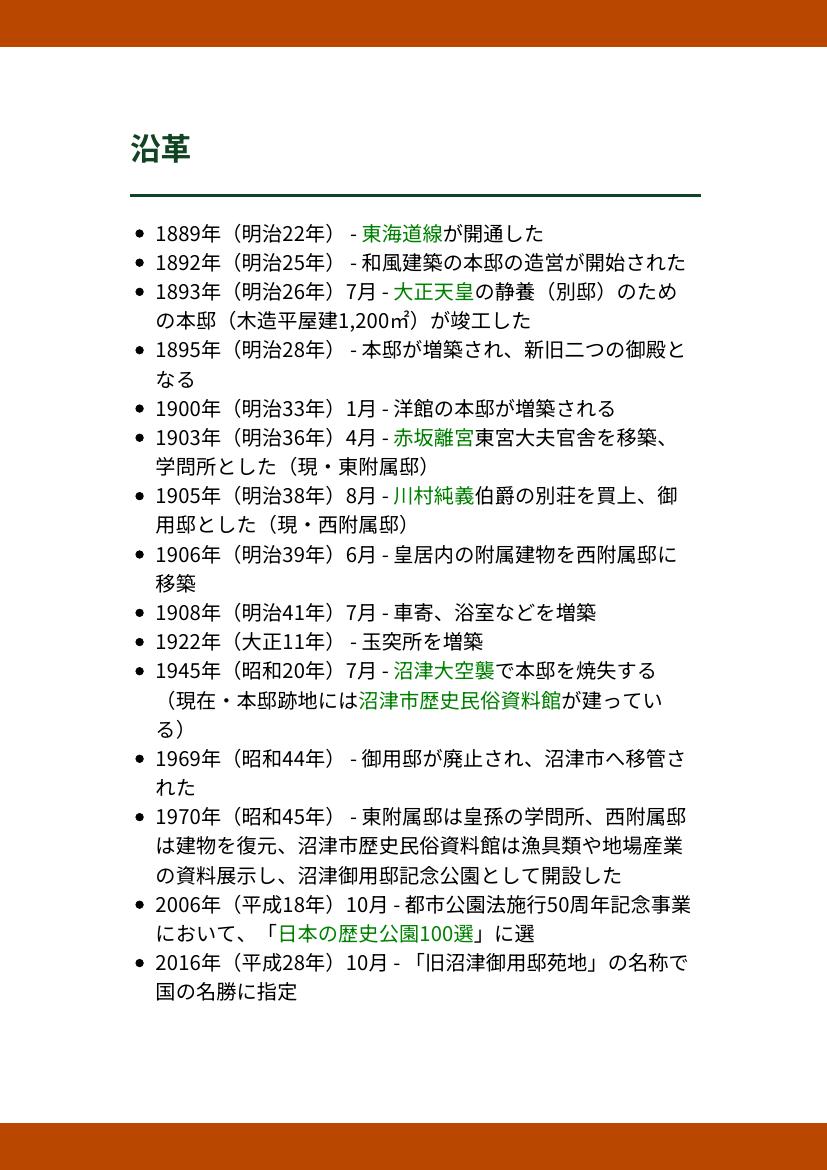 沿革
1889年（明治22年） - 東海道線が開通した
1892年（明治25年） - 和風建築の本邸の造営が開始された
1893年（明治26年）7月 - 大正天皇の静養（別邸）のため
の本邸（木造平屋建1,200㎡）が竣工した
1895年（明治28年） - 本邸が増築され、新旧二つの御殿と
なる
1900年（明治33年）1月 - 洋館の本邸が増築される
1903年（明治36年）4月 - 赤坂離宮東宮大夫官舎を移築、
学問所とした（現・東附属邸）
1905年（明治38年）8月 - 川村純義伯爵の別荘を買上、御
用邸とした（現・西附属邸）
1906年（明治39年）6月 - 皇居内の附属建物を西附属邸に
移築
1908年（明治41年）7月 - 車寄、浴室などを増築
1922年（大正11年） - 玉突所を増築
1945年（昭和20年）7月 - 沼津大空襲で本邸を焼失する
（現在・本邸跡地には沼津市歴史民俗資料館が建ってい
る）
1969年（昭和44年） - 御用邸が廃止され、沼津市へ移管さ
れた
1970年（昭和45年） - 東附属邸は皇孫の学問所、西附属邸
は建物を復元、沼津市歴史民俗資料館は漁具類や地場産業
の資料展示し、沼津御用邸記念公園として開設した
2006年（平成18年）10月 - 都市公園法施行50周年記念事業
において、「日本の歴史公園100選」に選
2016年（平成28年）10月 - 「旧沼津御用邸苑地」の名称で
国の名勝に指定